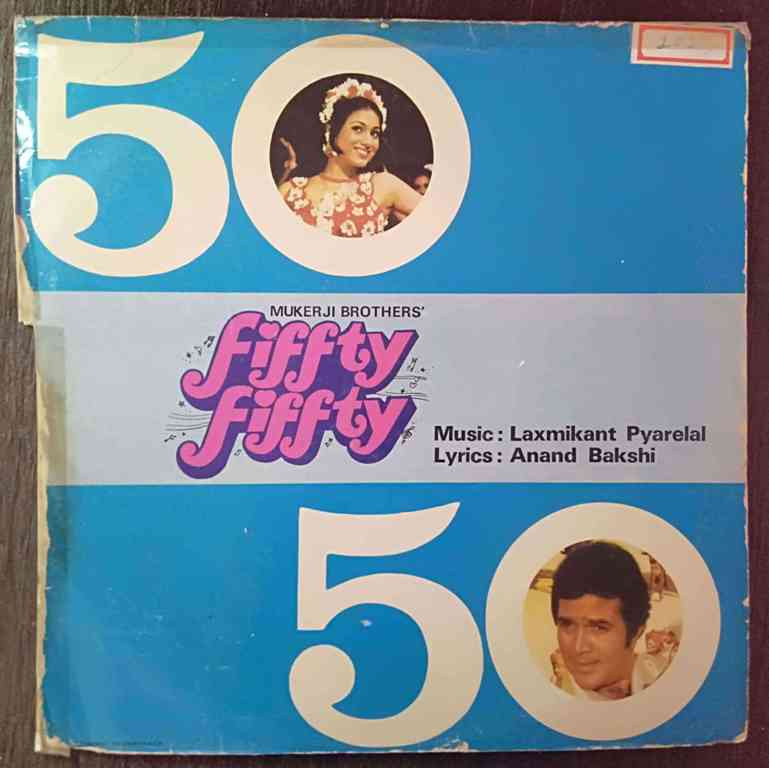 50
MUKERJI BROTHERS'
fiffty
fiffty
Music : Laxmikant Pyarelal
Lyrics : Anand Bakshi
50